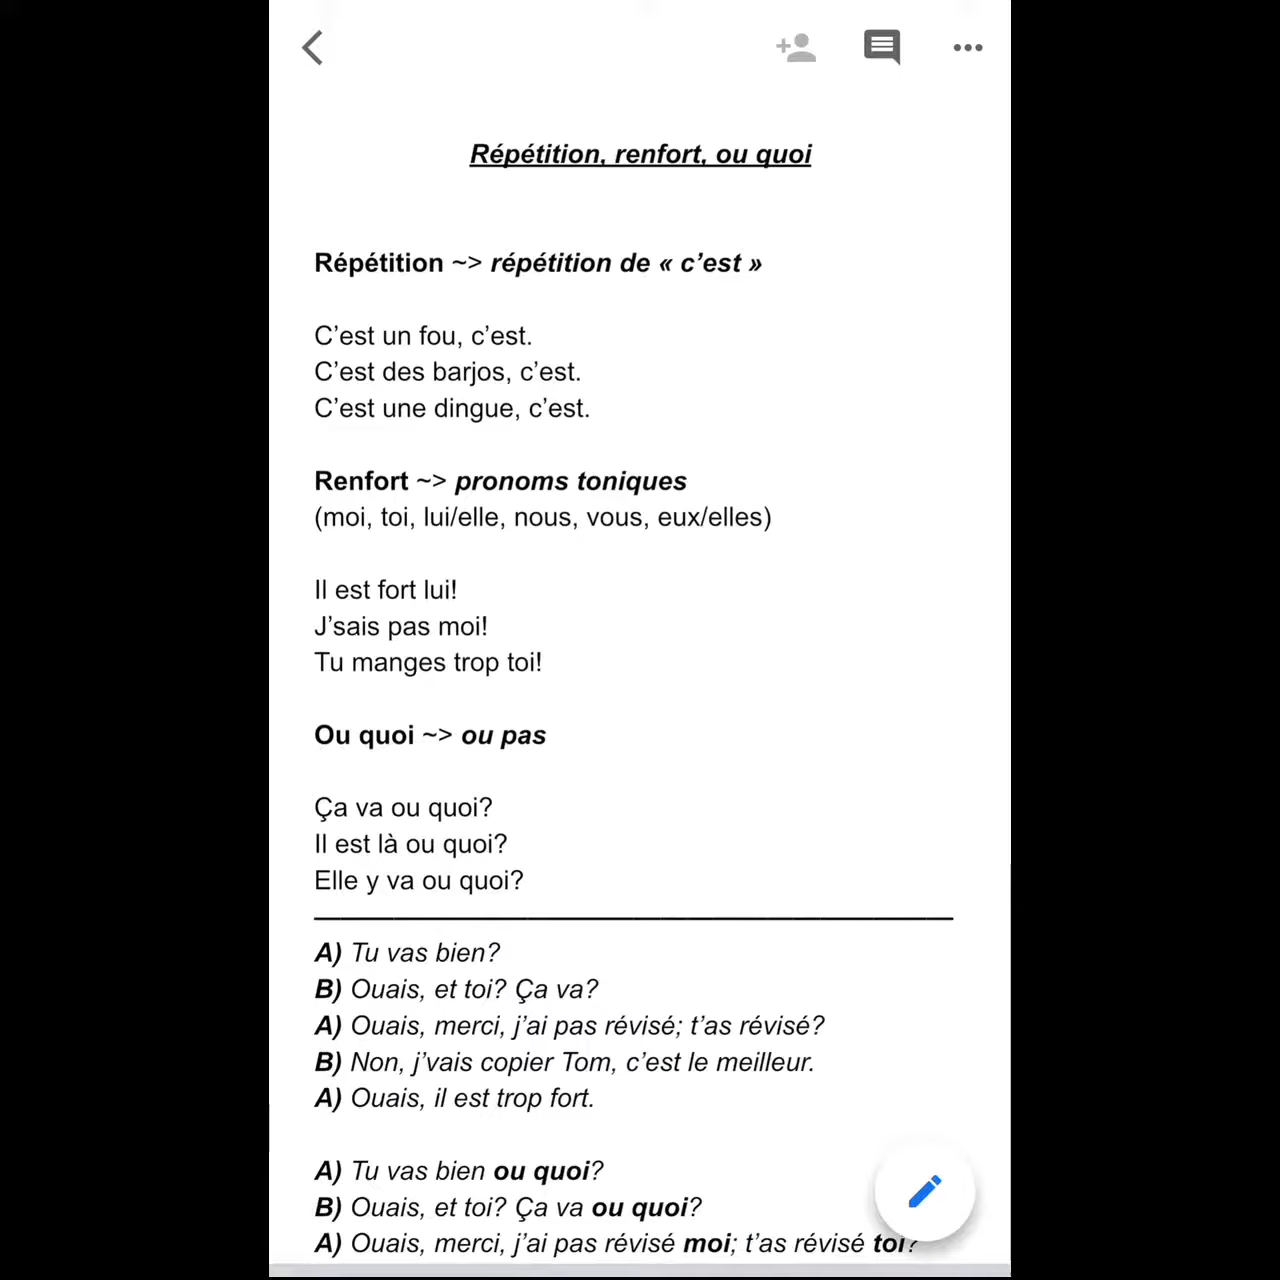 Répétition, renfort, ou quoi
Répétition ~> répétition de « c’est »
C’est un fou, c’est.
C’est des barjos, c’est.
C’est une dingue, c’est.
Renfort ~> pronoms toniques
(moi, toi, lui/elle, nous, vous, eux/elles)
Il est fort lui!
J’sais pas moi!
Tu manges trop toi!
Ou quoi ~> ou pas
Ça va ou quoi?
Il est là ou quoi?
Elle y va ou quoi?
A) Tu vas bien?
B) Ouais, et toi? Ça va?
A) Ouais, merci, j’ai pas révisé; t’as révisé?
B) Non, j’vais copier Tom, c’est le meilleur.
A) Ouais, il est trop fort.
A) Tu vas bien ou quoi?
B) Ouais, et toi? Ça va ou quoi?
A) Ouais, merci, j’ai pas révisé moi; t’as révisé toi?